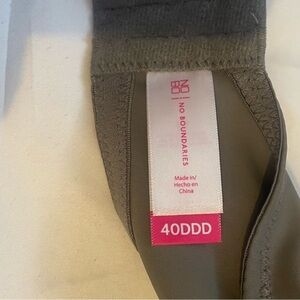 NO BOUNDARIES
Made in/
Hecho en
China
40DDD